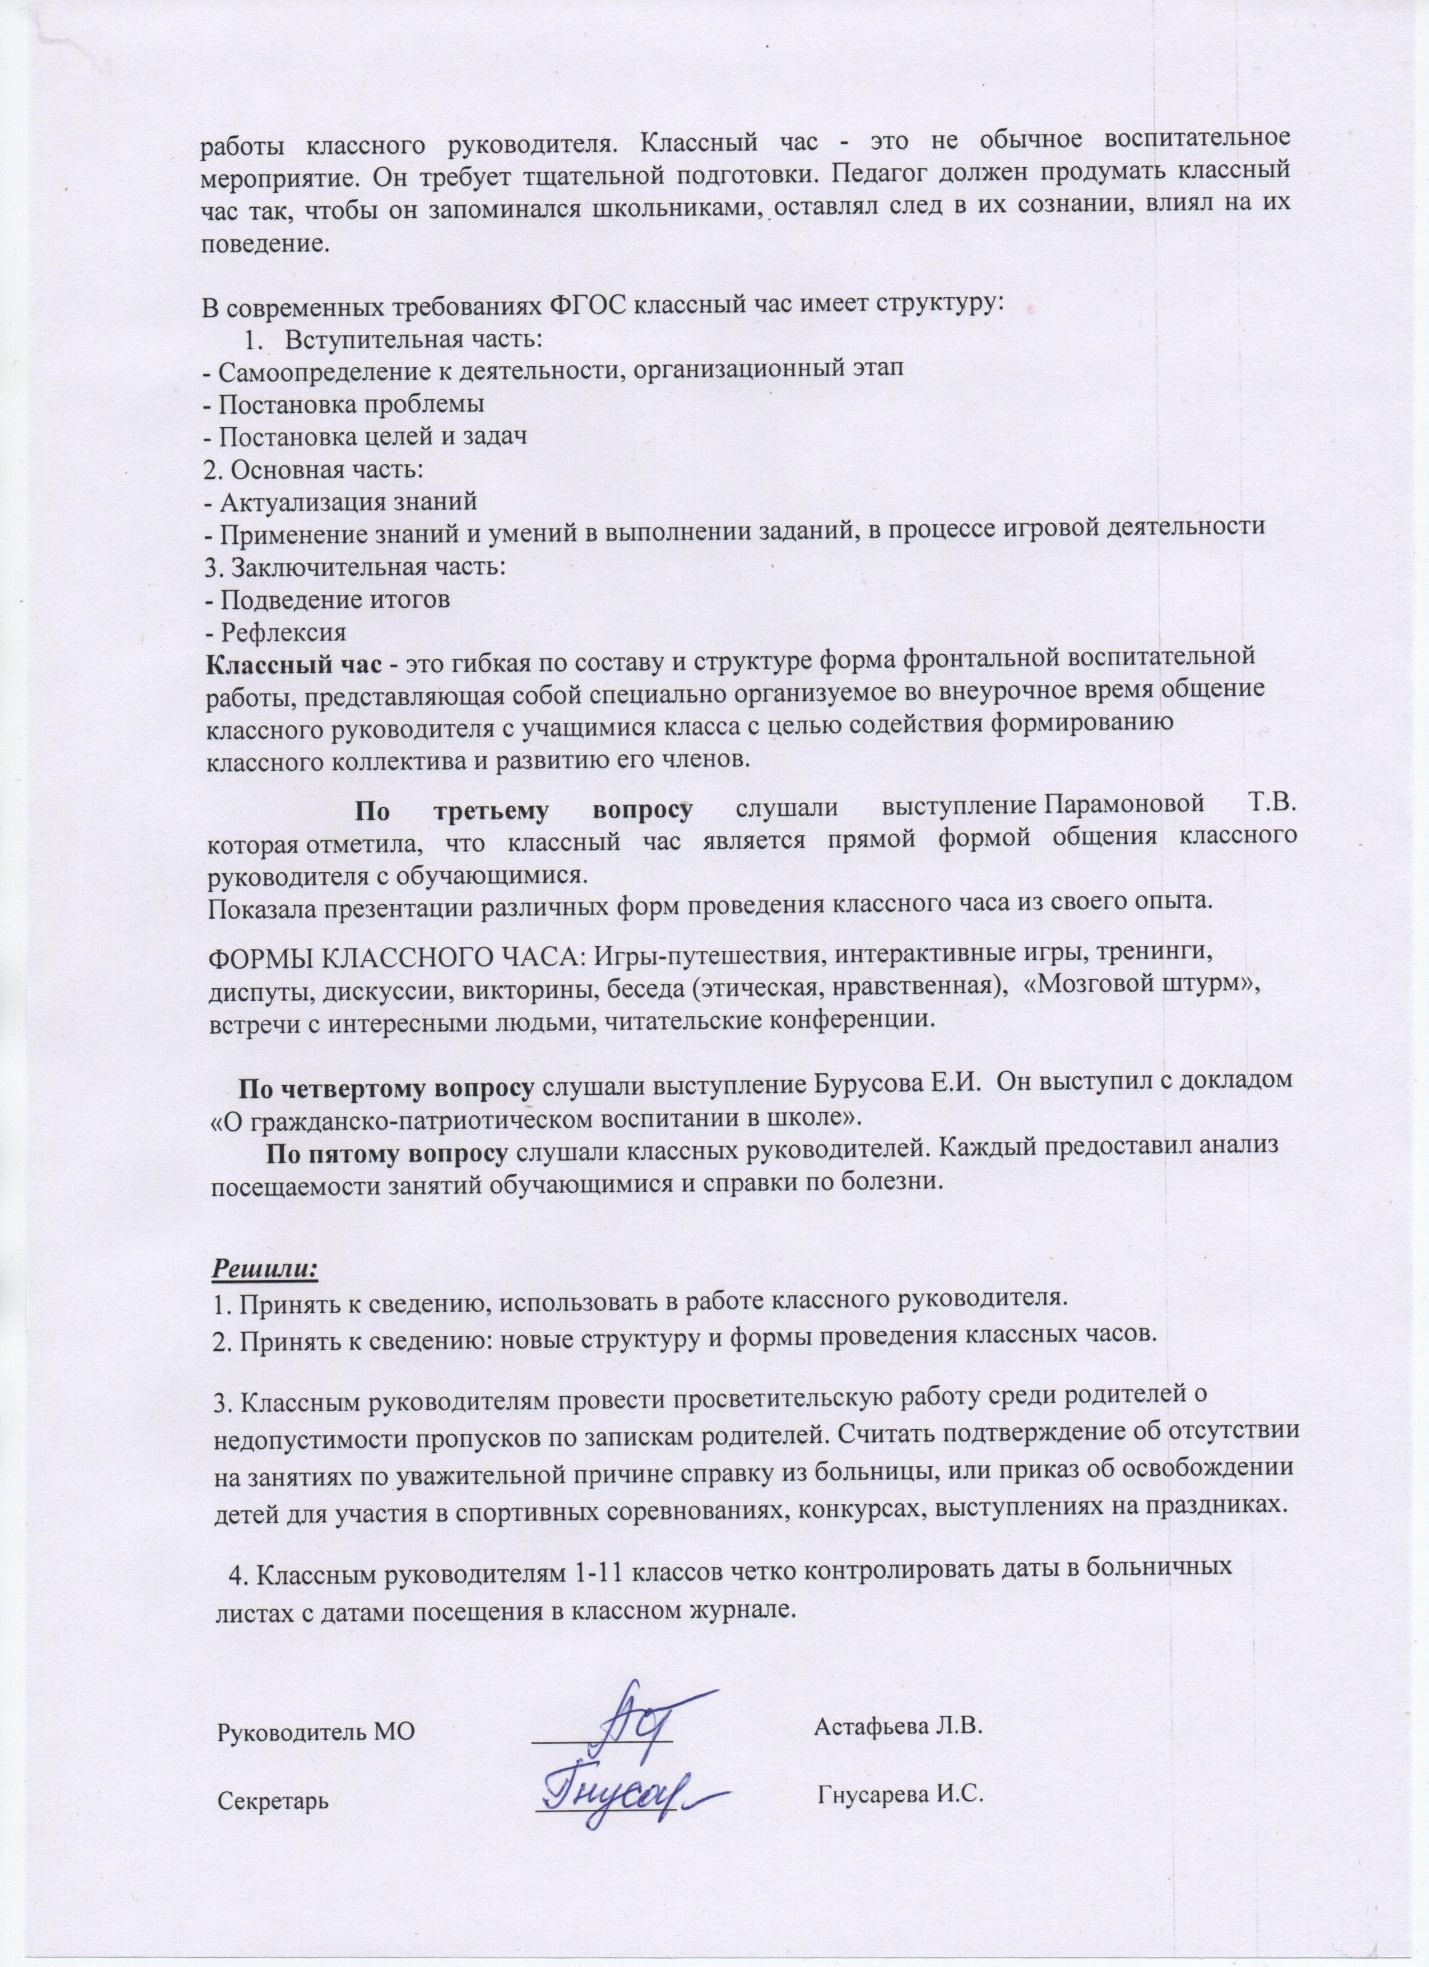 работы классного руководителя. Классный час - это не обычное воспитательное
мероприятие. Он требует тщательной подготовки. Педагог должен продумать классный
час так, чтобы он запоминался школьниками, оставлял след в их сознании, влиял на их
поведение.
В современных требованиях ФГОС классный час имеет структуру:
1. Вступительная часть:
- Самоопределение к деятельности, организационный этап
- Постановка проблемы
- Постановка целей и задач
2. Основная часть:
- Актуализация знаний
- Применение знаний и умений в выполнении заданий, в процессе игровой деятельности
3. Заключительная часть:
- Подведение итогов
- Рефлексия
Классный час - это гибкая по составу и структуре форма фронтальной воспитательной
работы, представляющая собой специально организуемое во внеурочное время общение
классного руководителя с учащимися класса с целью содействия формированию
классного коллектива и развитию его членов.
По третьему вопросу слушали выступление Парамоновой Т.В.
которая отметила, что классный час является прямой формой общения классного
руководителя с обучающимися.
Показала презентации различных форм проведения классного часа из своего опыта.
ФОРМЫ КЛАССНОГО ЧАСА: Игры-путешествия, интерактивные игры, тренинги,
диспуты, дискуссии, викторины, беседа (этическая, нравственная), «Мозговой штурм»,
встречи с интересными людьми, читательские конференции.
По четвертому вопросу слушали выступление Бурусова Е.И. Он выступил с докладом
«О гражданско-патриотическом воспитании в школе».
По пятому вопросу слушали классных руководителей. Каждый предоставил анализ
посещаемости занятий обучающимися и справки по болезни.
Решили:
1. Принять к сведению, использовать в работе классного руководителя.
2. Принять к сведению: новые структуру и формы проведения классных часов.
3. Классным руководителям провести просветительскую работу среди родителей о
недопустимости пропусков по запискам родителей. Считать подтверждение об отсутствии
на занятиях по уважительной причине справку из больницы, или приказ об освобождении
детей для участия в спортивных соревнованиях, конкурсах, выступлениях на праздниках.
4. Классным руководителям 1-11 классов четко контролировать даты в больничных
листах с датами посещения в классном журнале.
Руководитель МО Аст Астафьева Л.В.
Секретарь Гнусар Гнусарева И.С.